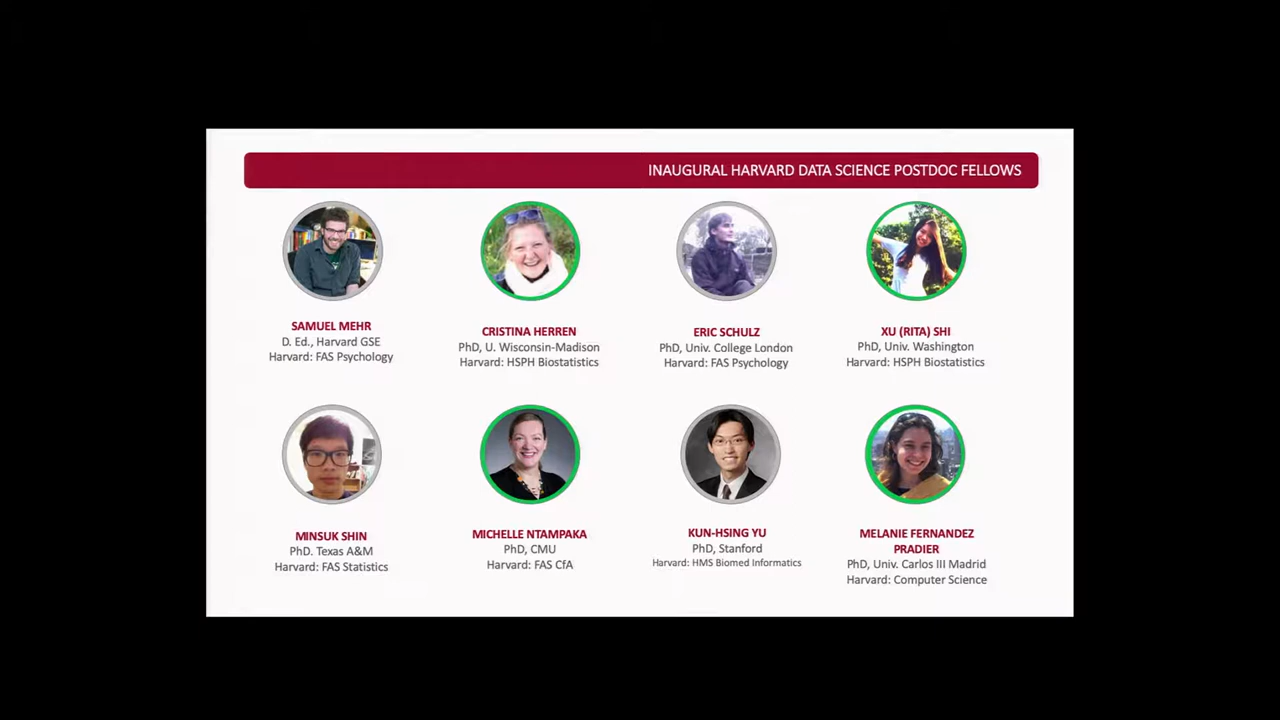 INAUGURAL HARVARD DATA SCIENCE POSTDOC FELLOWS
SAMUEL MEHR
D. Ed., Harvard GSE
Harvard: FAS Psychology
CRISTINA HERREN
PhD, U. Wisconsin-Madison
Harvard: HSPH Biostatistics
ERIC SCHULZ
PhD, Univ. College London
Harvard: FAS Psychology
XU (RITA) SHI
PhD, Univ. Washington
Harvard: HSPH Biostatistics
MINSUK SHIN
PhD. Texas A&M
Harvard: FAS Statistics
MICHELLE NTAMPAKA
PhD, CMU
Harvard: FAS CfA
KUN-HSING YU
PhD, Stanford
Harvard: HMS Biomed Informatics
MELANIE FERNANDEZ
PRADIER
PhD, Univ. Carlos III Madrid
Harvard: Computer Science